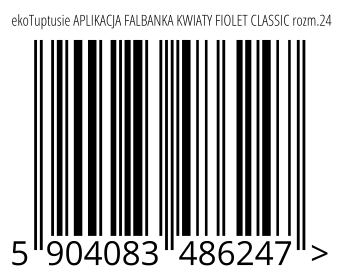 ekoTuptusie APLIKACJA FALBANKA KWIATY FIOLET CLASSIC rozm.24
5 904083 486247 >